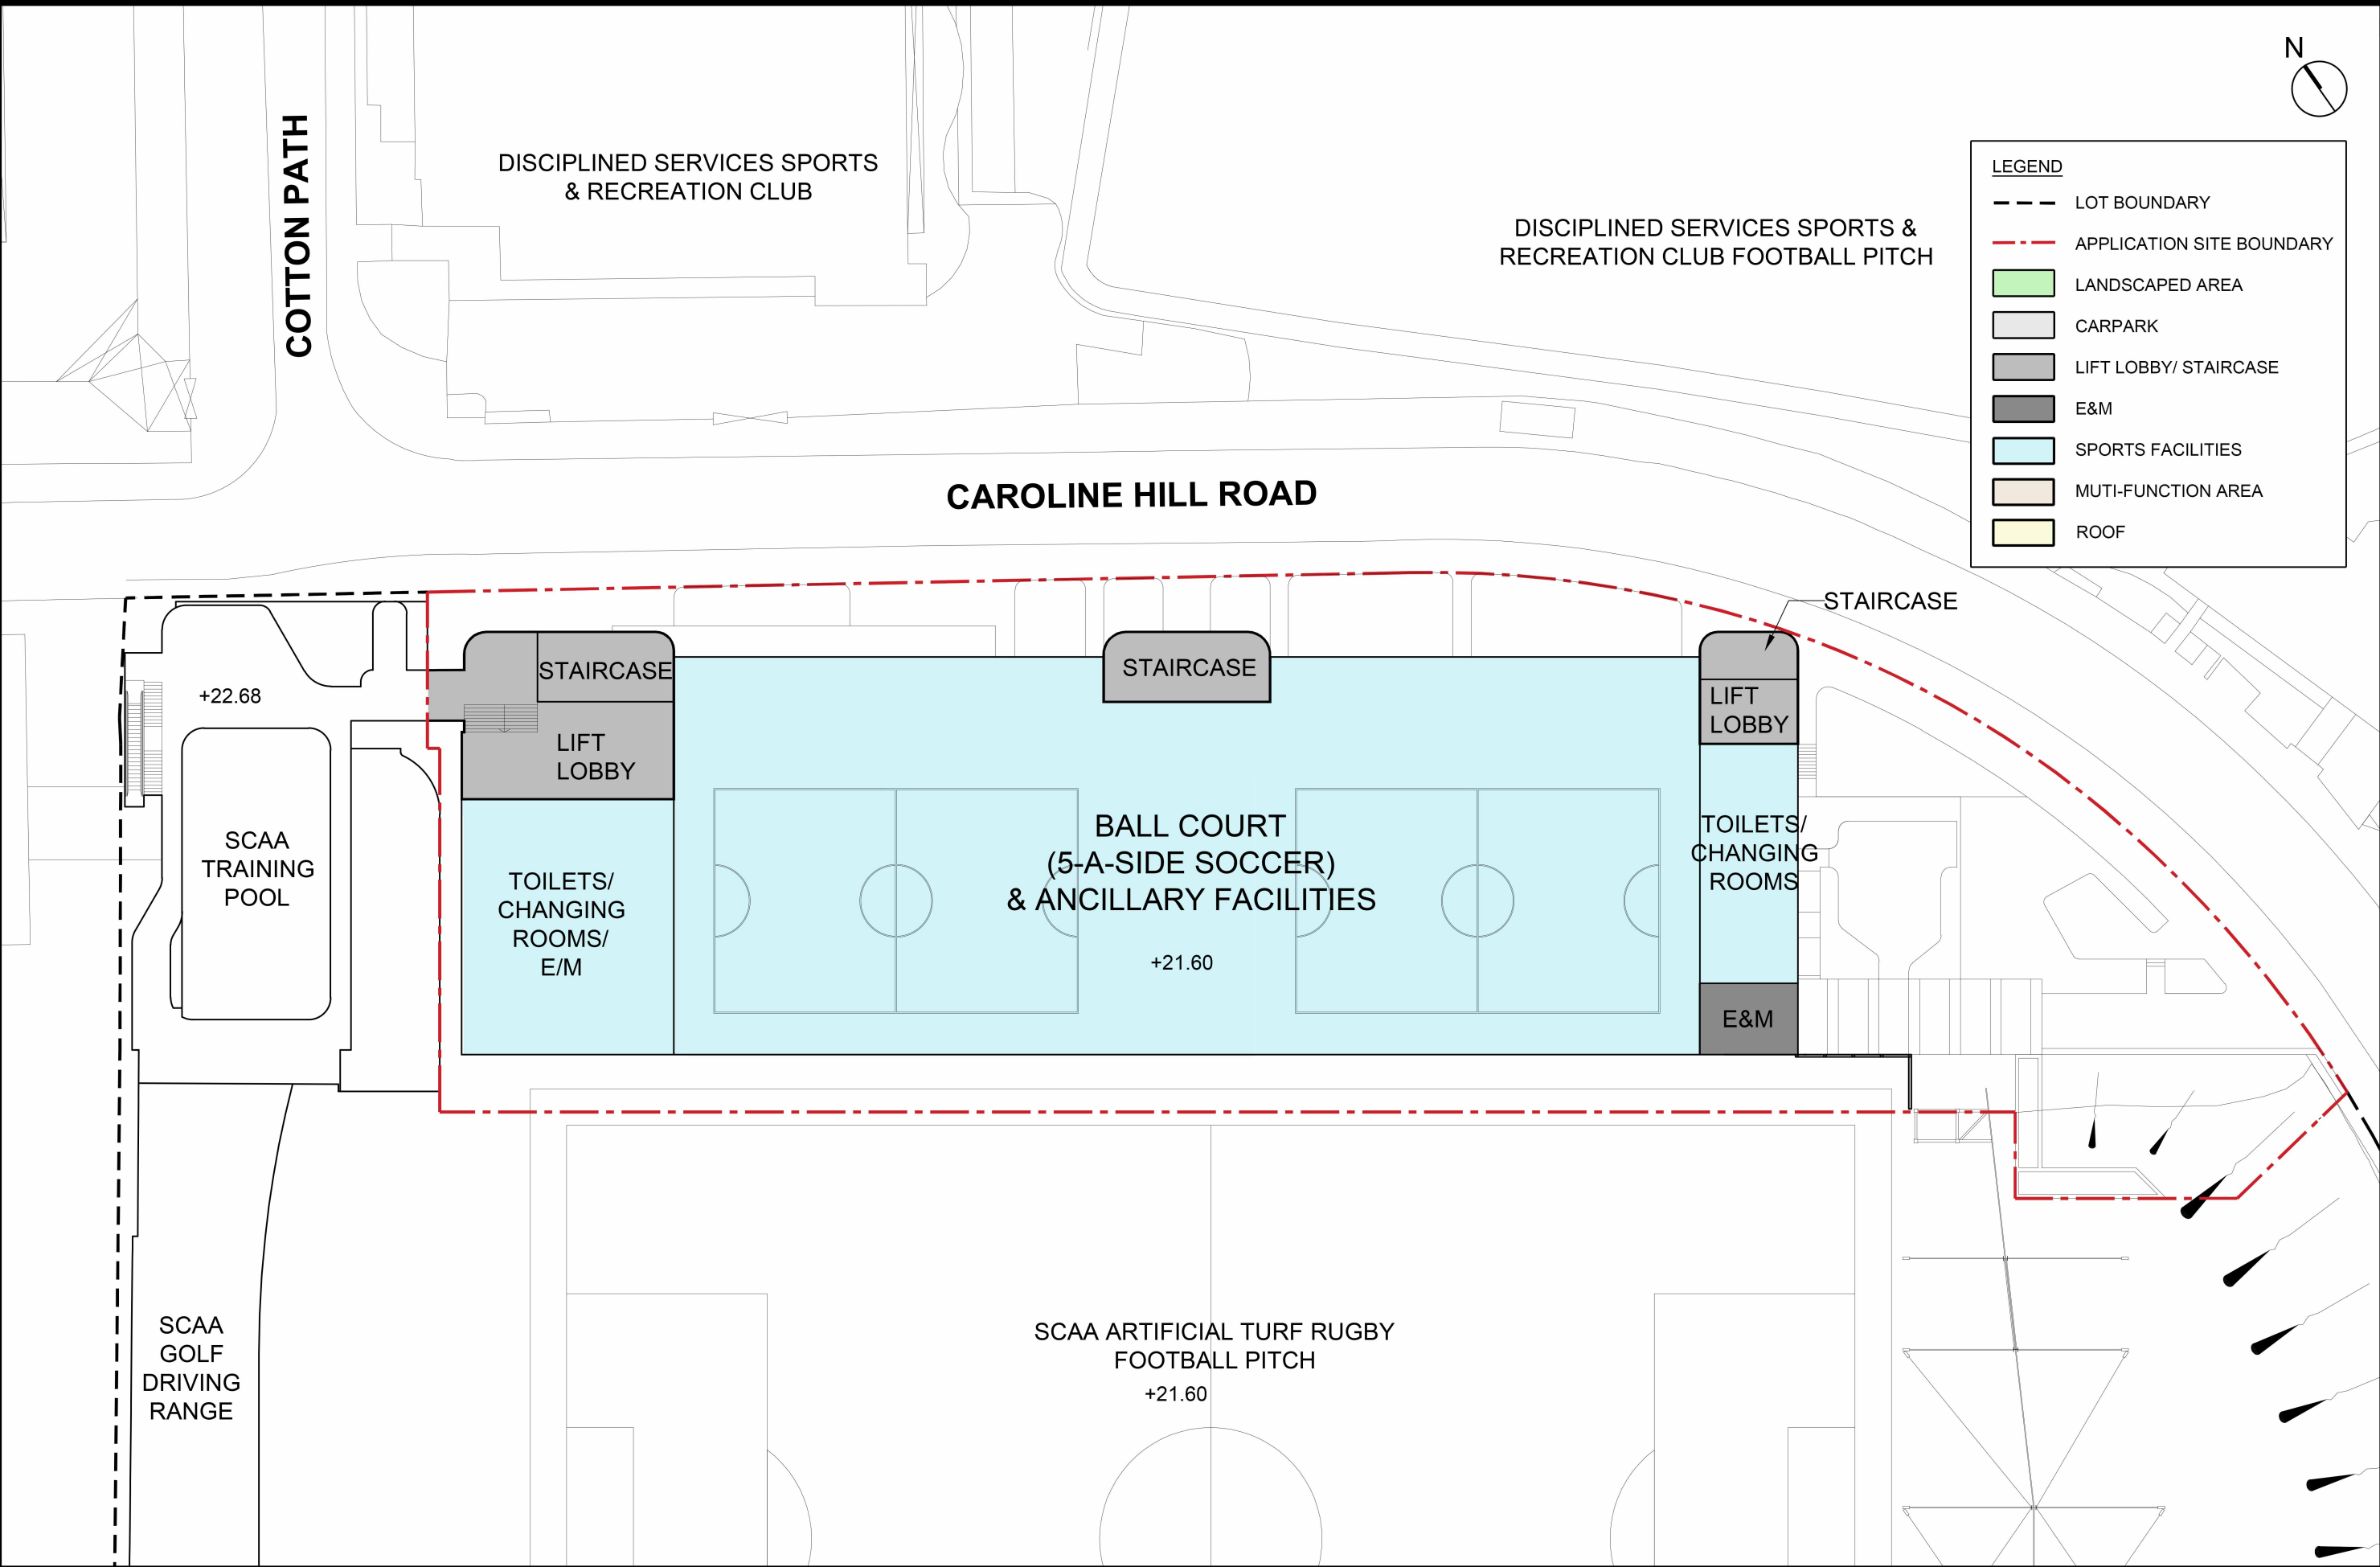 N
COTTON PATH
DISCIPLINED SERVICES SPORTS
& RECREATION CLUB
DISCIPLINED SERVICES SPORTS &
RECREATION CLUB FOOTBALL PITCH
LEGEND
LOT BOUNDARY
APPLICATION SITE BOUNDARY
LANDSCAPED AREA
CARPARK
LIFT LOBBY/ STAIRCASE
E&M
SPORTS FACILITIES
MUTI-FUNCTION AREA
ROOF
CAROLINE HILL ROAD
STAIRCASE
STAIRCASE
STAIRCASE
+22.68
LIFT
LOBBY
LIFT
LOBBY
SCAA
TRAINING
POOL
TOILETS/
CHANGING
ROOMS/
E/M
BALL COURT
(5-A-SIDE SOCCER)
& ANCILLARY FACILITIES
+21.60
TOILETS/
CHANGING
ROOMS
E&M
SCAA
GOLF
DRIVING
RANGE
SCAA ARTIFICIAL TURF RUGBY
FOOTBALL PITCH
+21.60